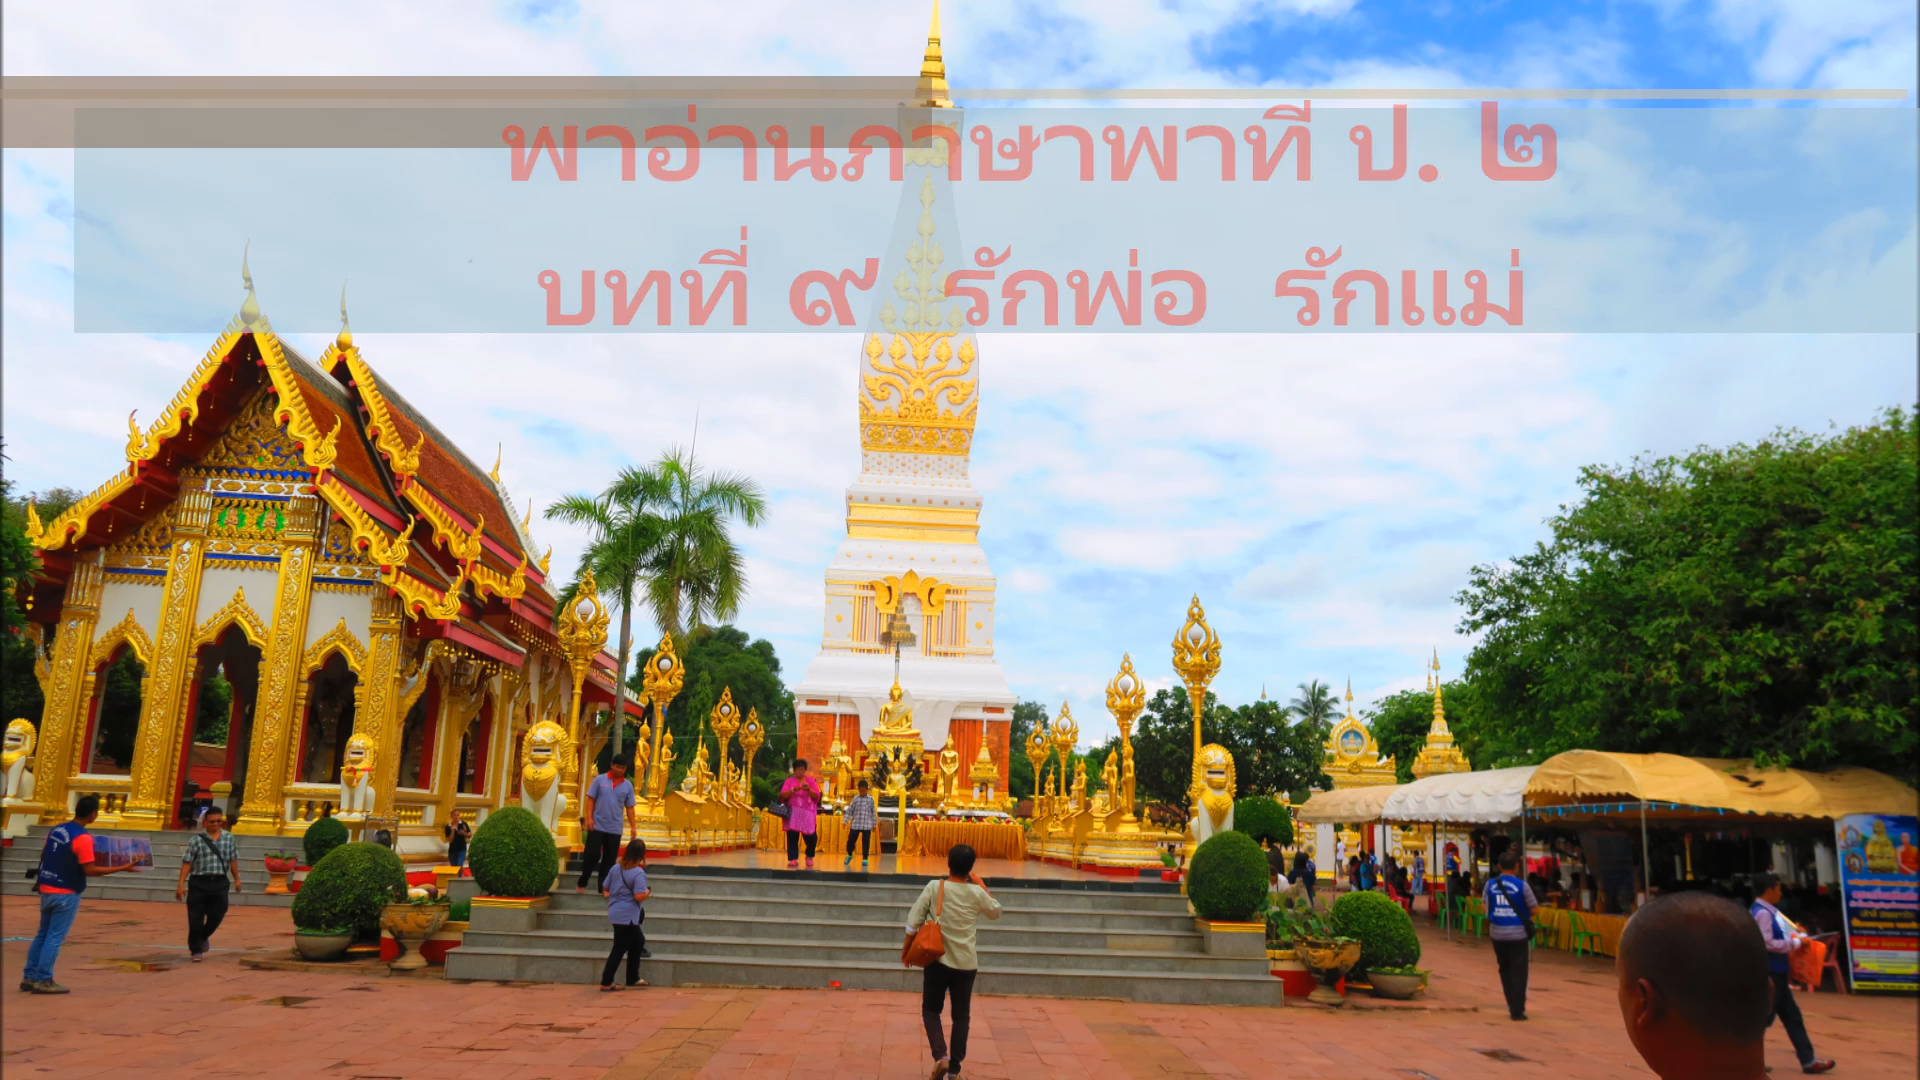 พาอ่านภาษาพาที ป. ๒
บทที่ ๙ รักพ่อ รักแม่